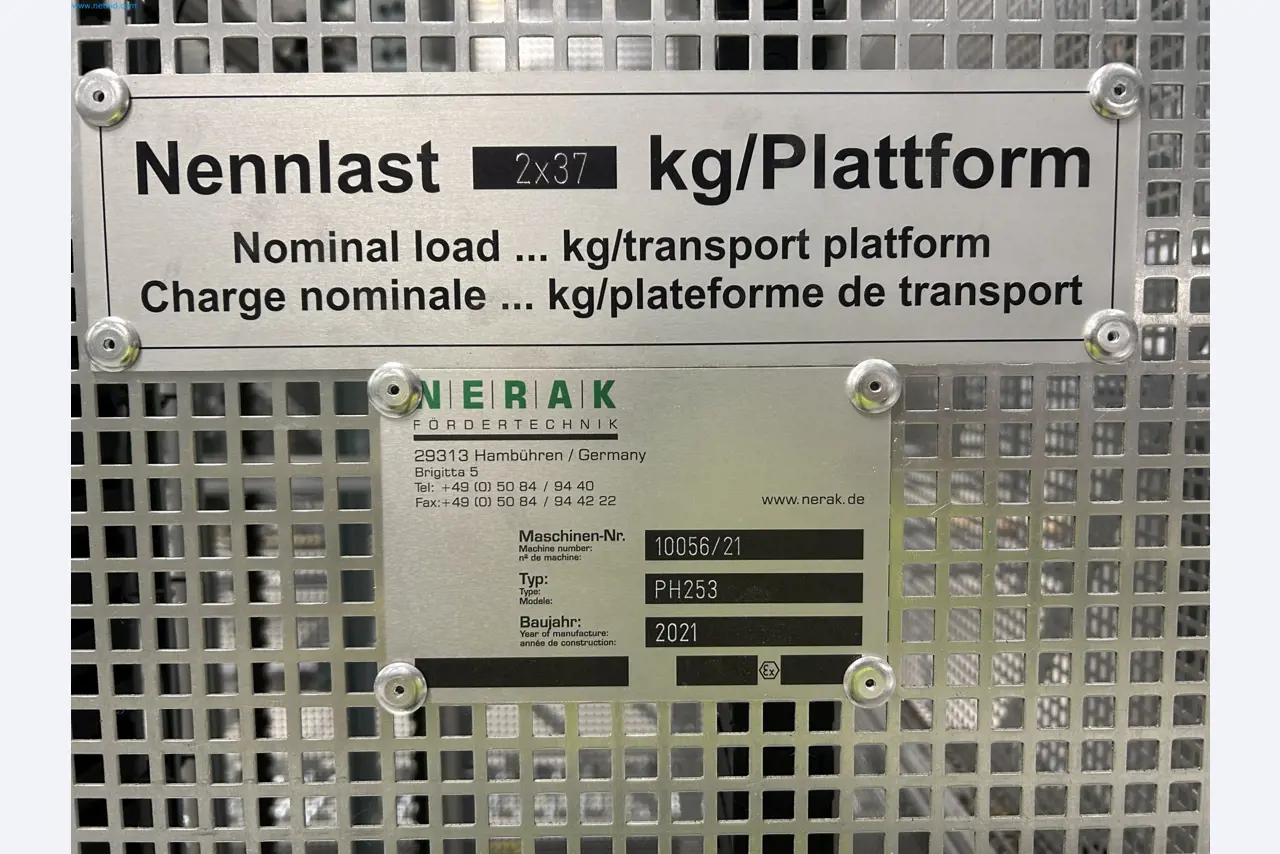 Nennlast 2x37 kg/Plattform
Nominal load ... kg/transport platform
Charge nominale ... kg/plateforme de transport
NERAK
FÖRDERTECHNIK
29313 Hambühren / Germany
Brigitta 5
Tel: +49 (0) 50 84 / 94 40
Fax:+49 (0) 50 84 / 94 42 22
www.nerak.de
Maschinen-Nr. 10056/21
Machine number:
nº de machine:
Typ: PH253
Type:
Modele:
Baujahr: 2021
Year of manufacture:
année de construction:
Ex